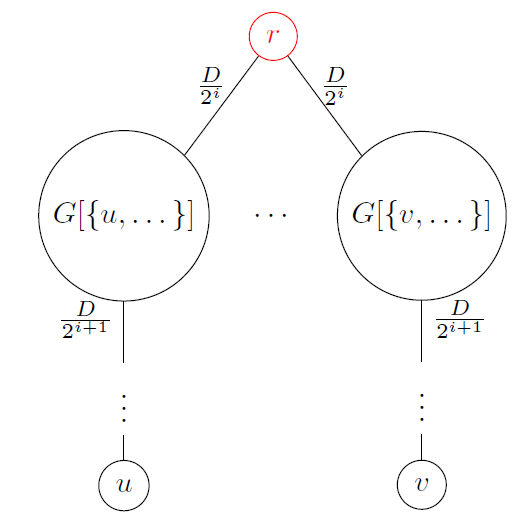 r
D/2^i D/2^i
G[{u, ... }] ... G[{v, ... }]
D/2^{i+1} D/2^{i+1}
⋮ ⋮
u v